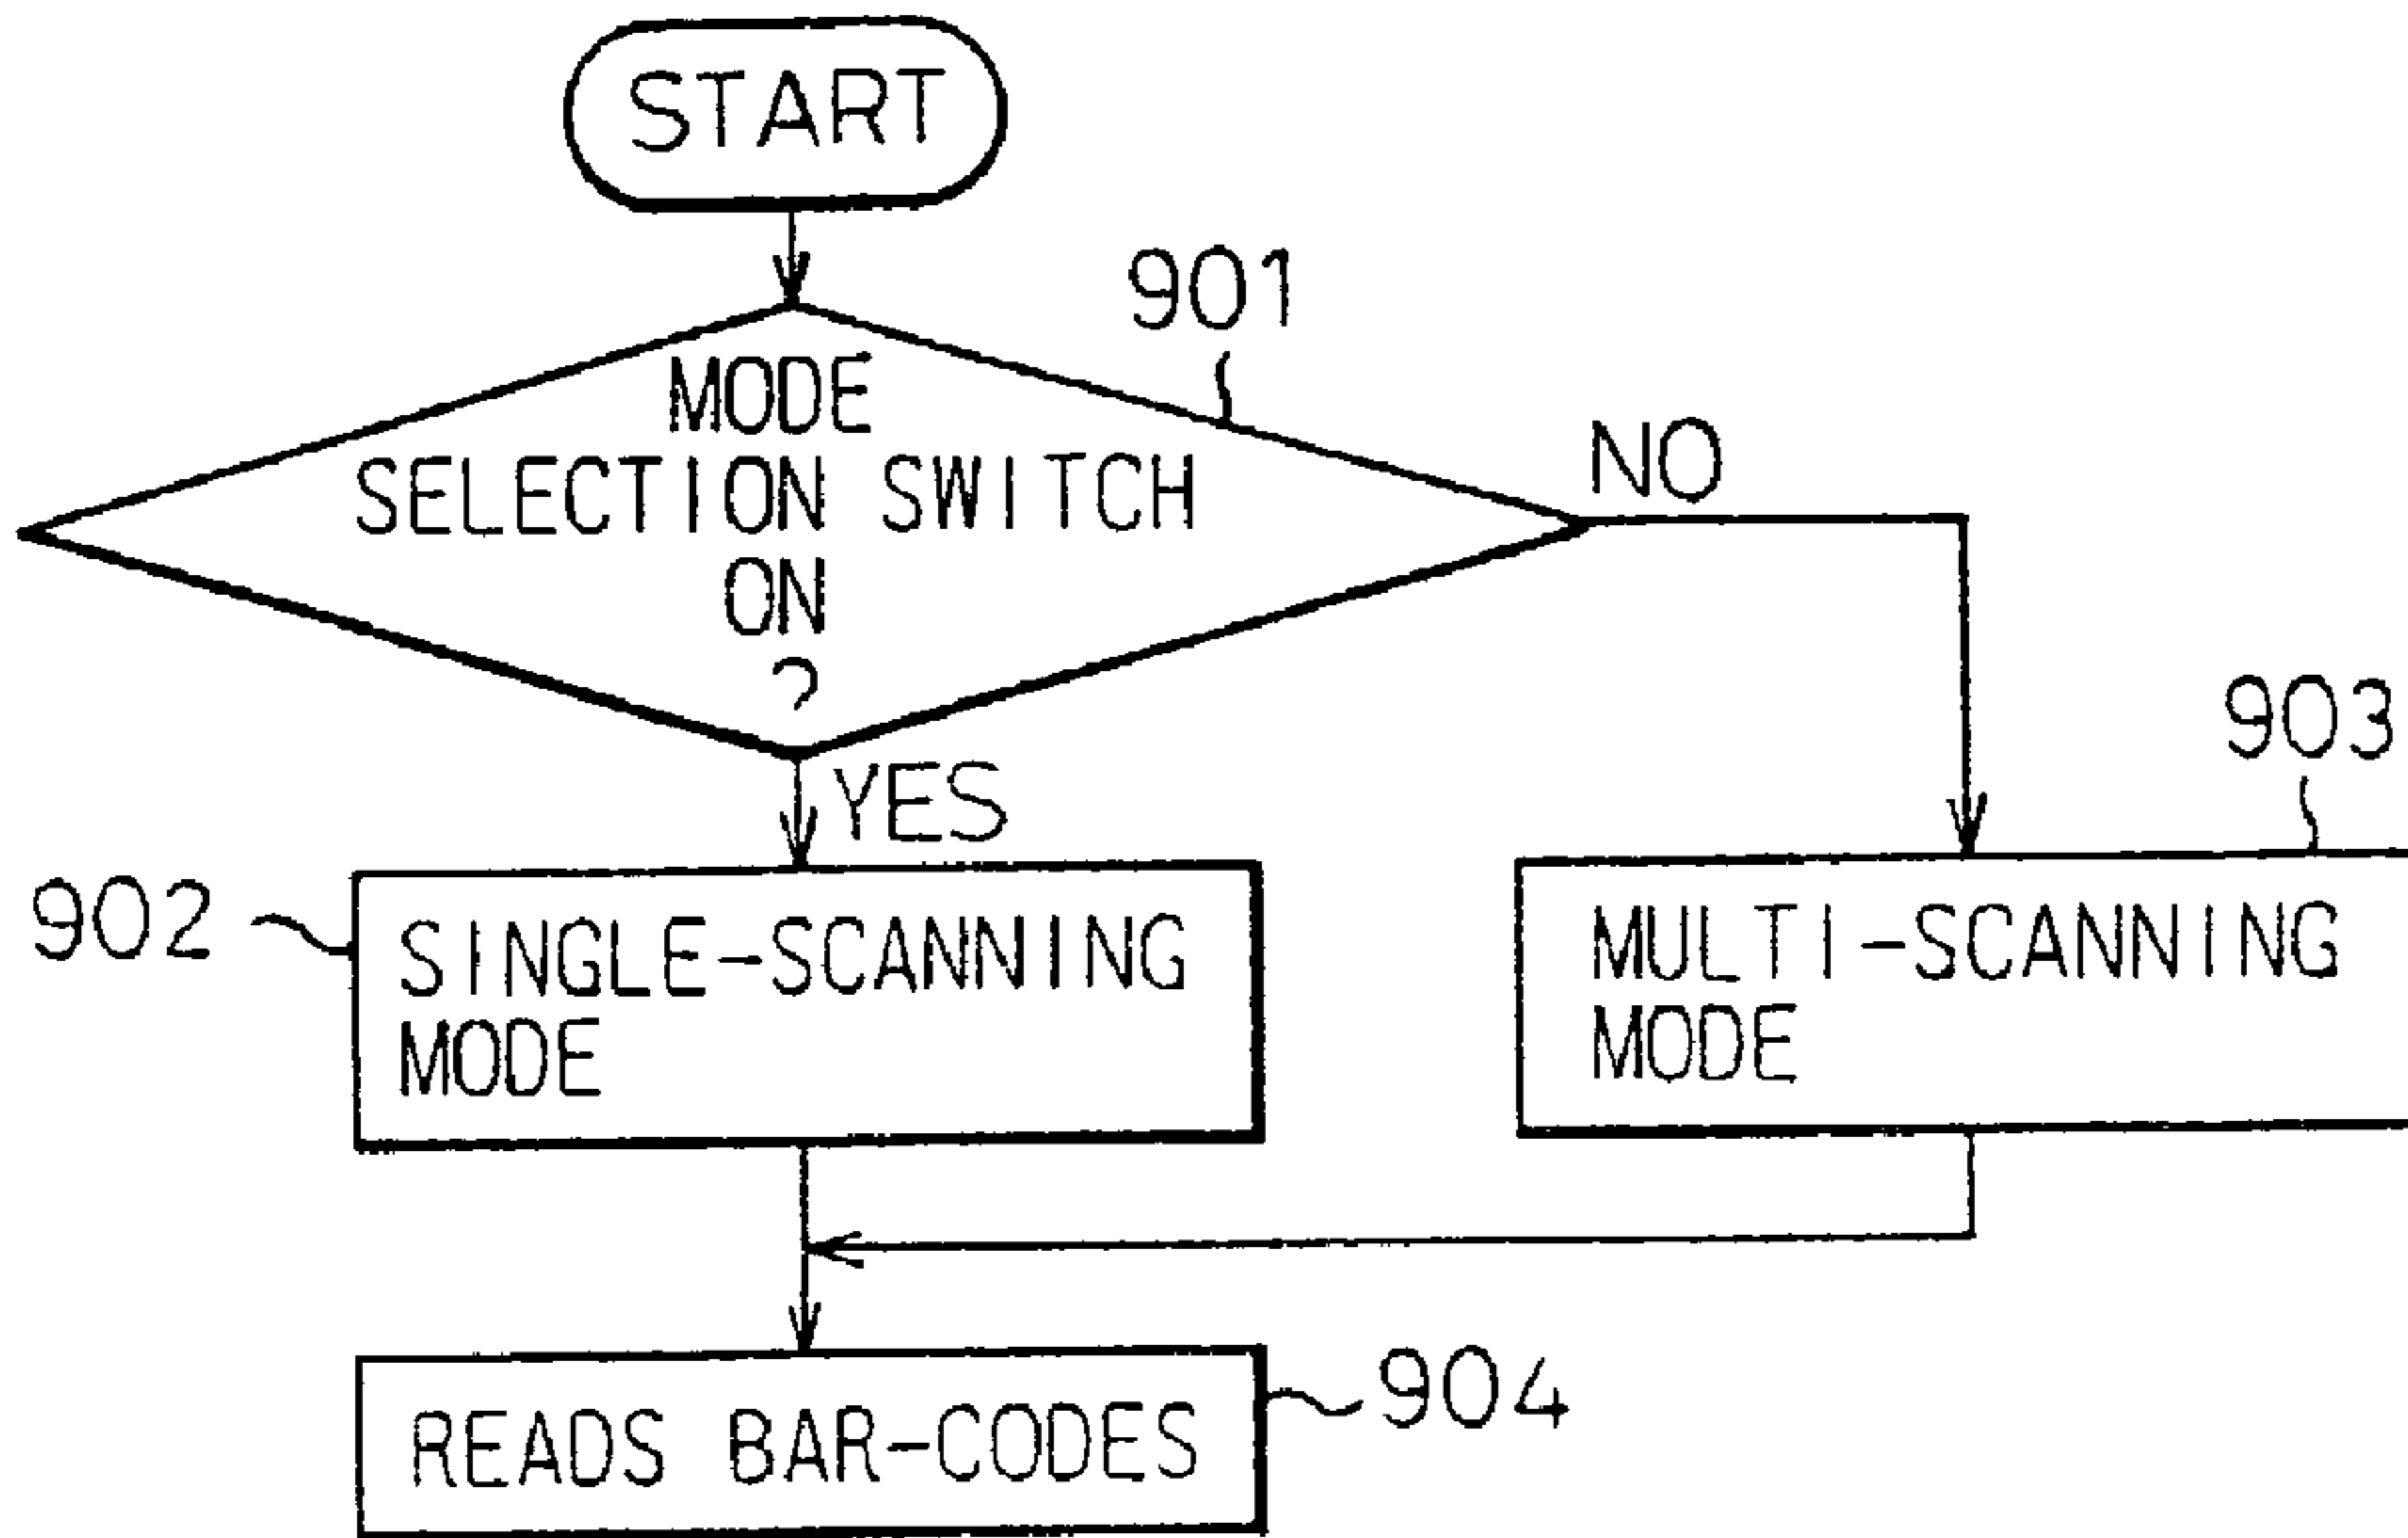 START
901
MODE
SELECTION SWITCH
ON
?
NO
YES
903
902
SINGLE-SCANNING
MODE
MULTI-SCANNING
MODE
READS BAR-CODES
904